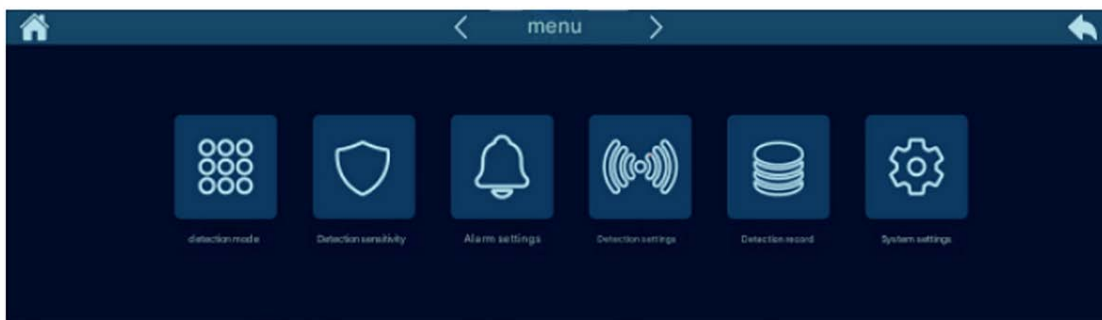 menu
detection mode
Detection sensitivity
Alarm settings
Detection settings
Detection record
System settings